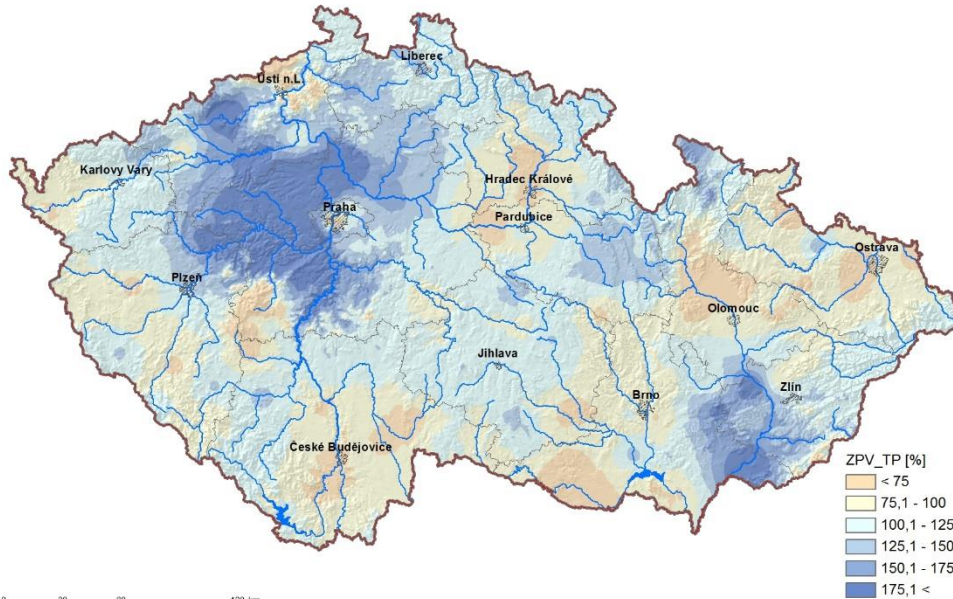 Liberec
Ústí n.L.
Karlovy Vary
Hradec Králové
Praha
Pardubice
Ostrava
Plzeň
Olomouc
Jihlava
Zlín
Brno
České Budějovice
ZPV_TP [%]
< 75
75,1 - 100
100,1 - 125
125,1 - 150
150,1 - 175
175,1 <